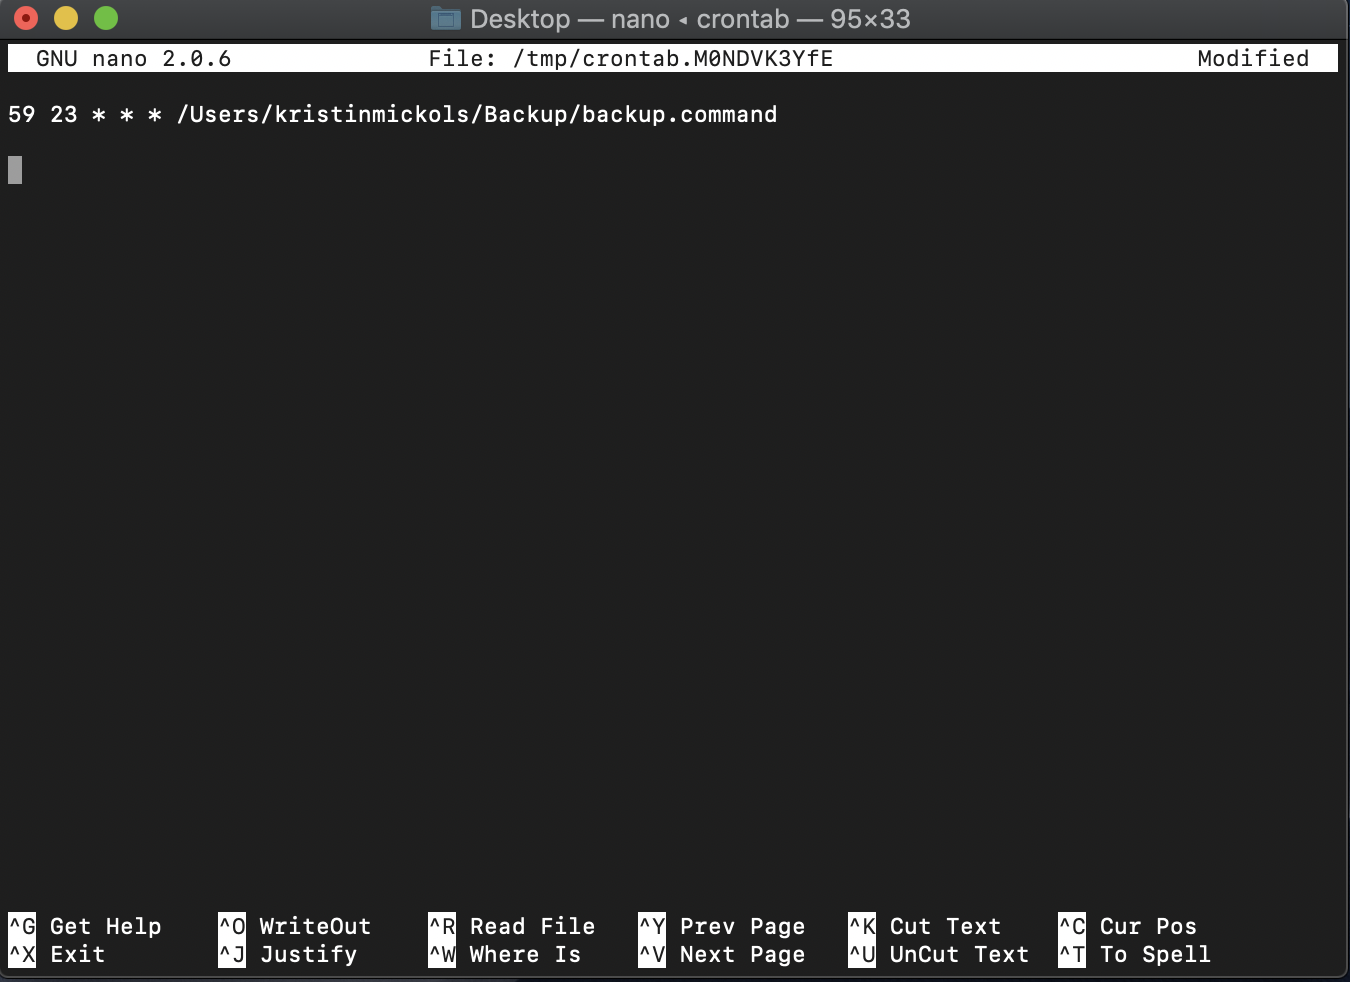 Desktop — nano ◂ crontab — 95×33
GNU nano 2.0.6 File: /tmp/crontab.M0NDVK3YfE Modified
59 23 * * * /Users/kristinmickols/Backup/backup.command
^G Get Help ^O WriteOut ^R Read File ^Y Prev Page ^K Cut Text ^C Cur Pos
^X Exit ^J Justify ^W Where Is ^V Next Page ^U UnCut Text ^T To Spell